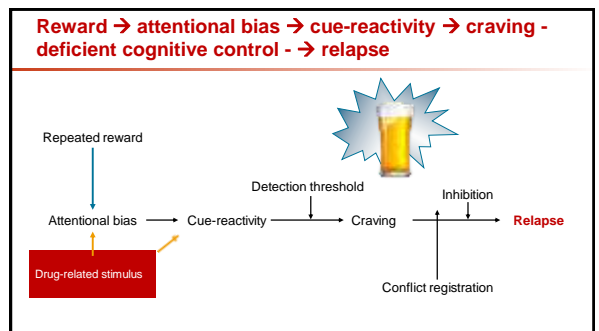 Reward → attentional bias → cue-reactivity → craving -
deficient cognitive control - → relapse
Repeated reward
Detection threshold
Inhibition
Attentional bias
Cue-reactivity
Craving
Relapse
Drug-related stimulus
Conflict registration